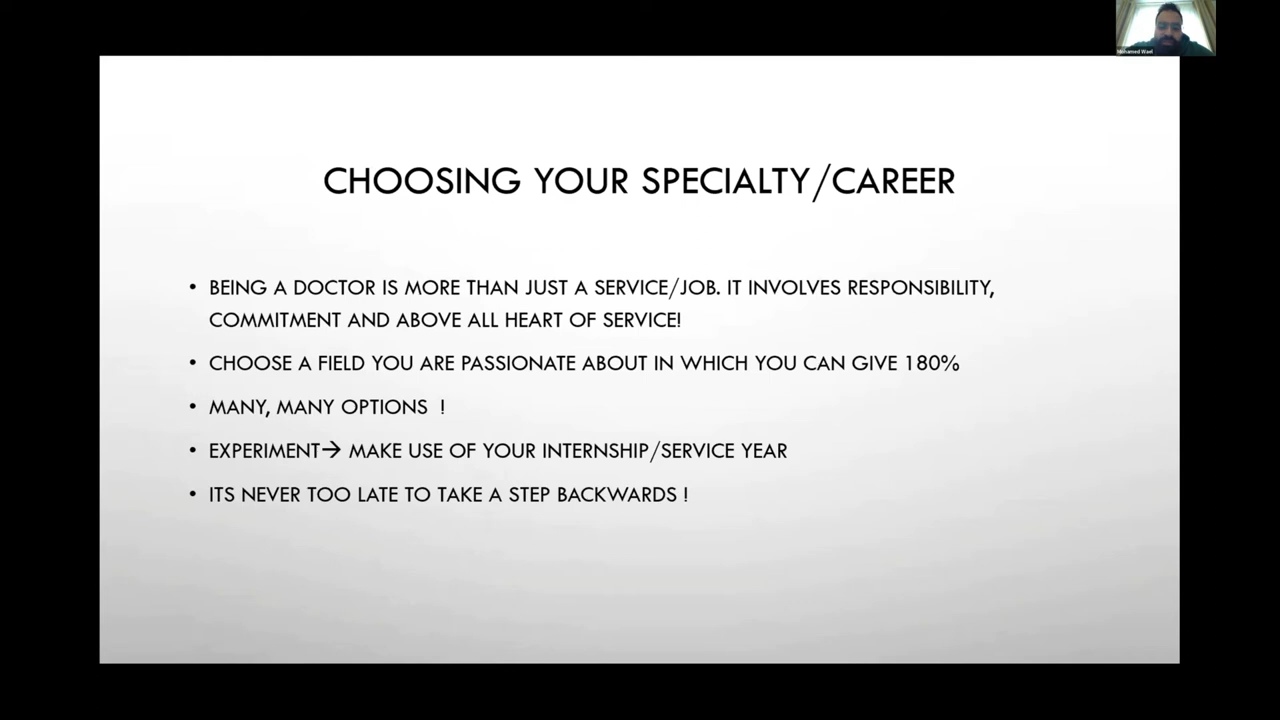 Mohamed Wael
CHOOSING YOUR SPECIALTY/CAREER
• BEING A DOCTOR IS MORE THAN JUST A SERVICE/JOB. IT INVOLVES RESPONSIBILITY,
COMMITMENT AND ABOVE ALL HEART OF SERVICE!
• CHOOSE A FIELD YOU ARE PASSIONATE ABOUT IN WHICH YOU CAN GIVE 180%
• MANY, MANY OPTIONS !
• EXPERIMENT→ MAKE USE OF YOUR INTERNSHIP/SERVICE YEAR
• ITS NEVER TOO LATE TO TAKE A STEP BACKWARDS !